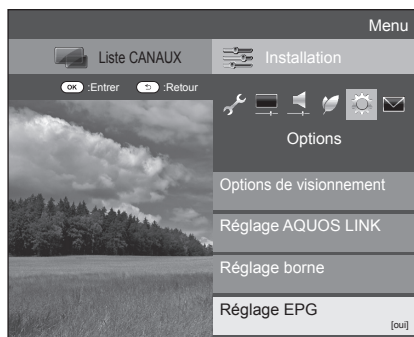 Menu
Liste CANAUX
Installation
OK :Entrer :Retour
Options
Options de visionnement
Réglage AQUOS LINK
Réglage borne
Réglage EPG
[oui]